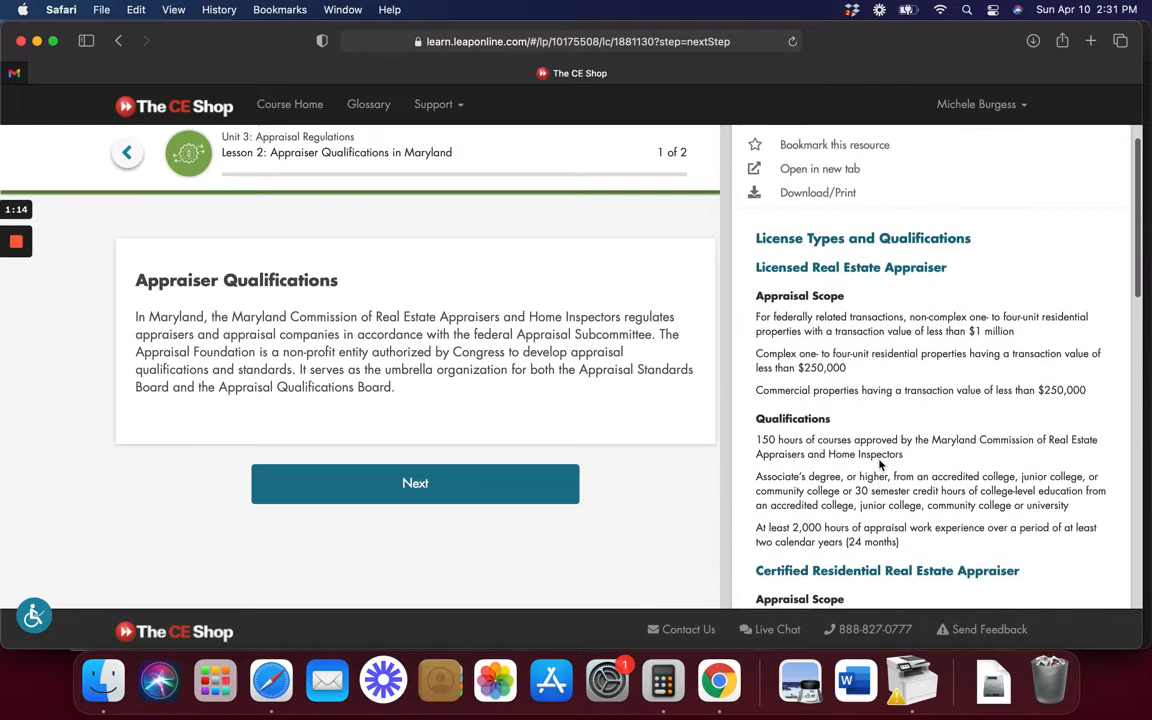 Safari File Edit View History Bookmarks Window Help 2 Sun Apr 10 2:31 PM
learn.leaponline.com/#/lp/10175508/lc/1881130?step=nextStep
The CE Shop
The CE Shop Course Home Glossary Support Michele Burgess
Unit 3: Appraisal Regulations
Lesson 2: Appraiser Qualifications in Maryland 1 of 2
1:14
Appraiser Qualifications
In Maryland, the Maryland Commission of Real Estate Appraisers and Home Inspectors regulates
appraisers and appraisal companies in accordance with the federal Appraisal Subcommittee. The
Appraisal Foundation is a non-profit entity authorized by Congress to develop appraisal
qualifications and standards. It serves as the umbrella organization for both the Appraisal Standards
Board and the Appraisal Qualifications Board.
Next
Bookmark this resource
Open in new tab
Download/Print
License Types and Qualifications
Licensed Real Estate Appraiser
Appraisal Scope
For federally related transactions, non-complex one- to four-unit residential
properties with a transaction value of less than $1 million
Complex one- to four-unit residential properties having a transaction value of
less than $250,000
Commercial properties having a transaction value of less than $250,000
Qualifications
150 hours of courses approved by the Maryland Commission of Real Estate
Appraisers and Home Inspectors
Associate's degree, or higher, from an accredited college, junior college, or
community college or 30 semester credit hours of college-level education from
an accredited college, junior college, community college or university
At least 2,000 hours of appraisal work experience over a period of at least
two calendar years (24 months)
Certified Residential Real Estate Appraiser
Appraisal Scope
The CE Shop Contact Us Live Chat 888-827-0777 Send Feedback
1
W